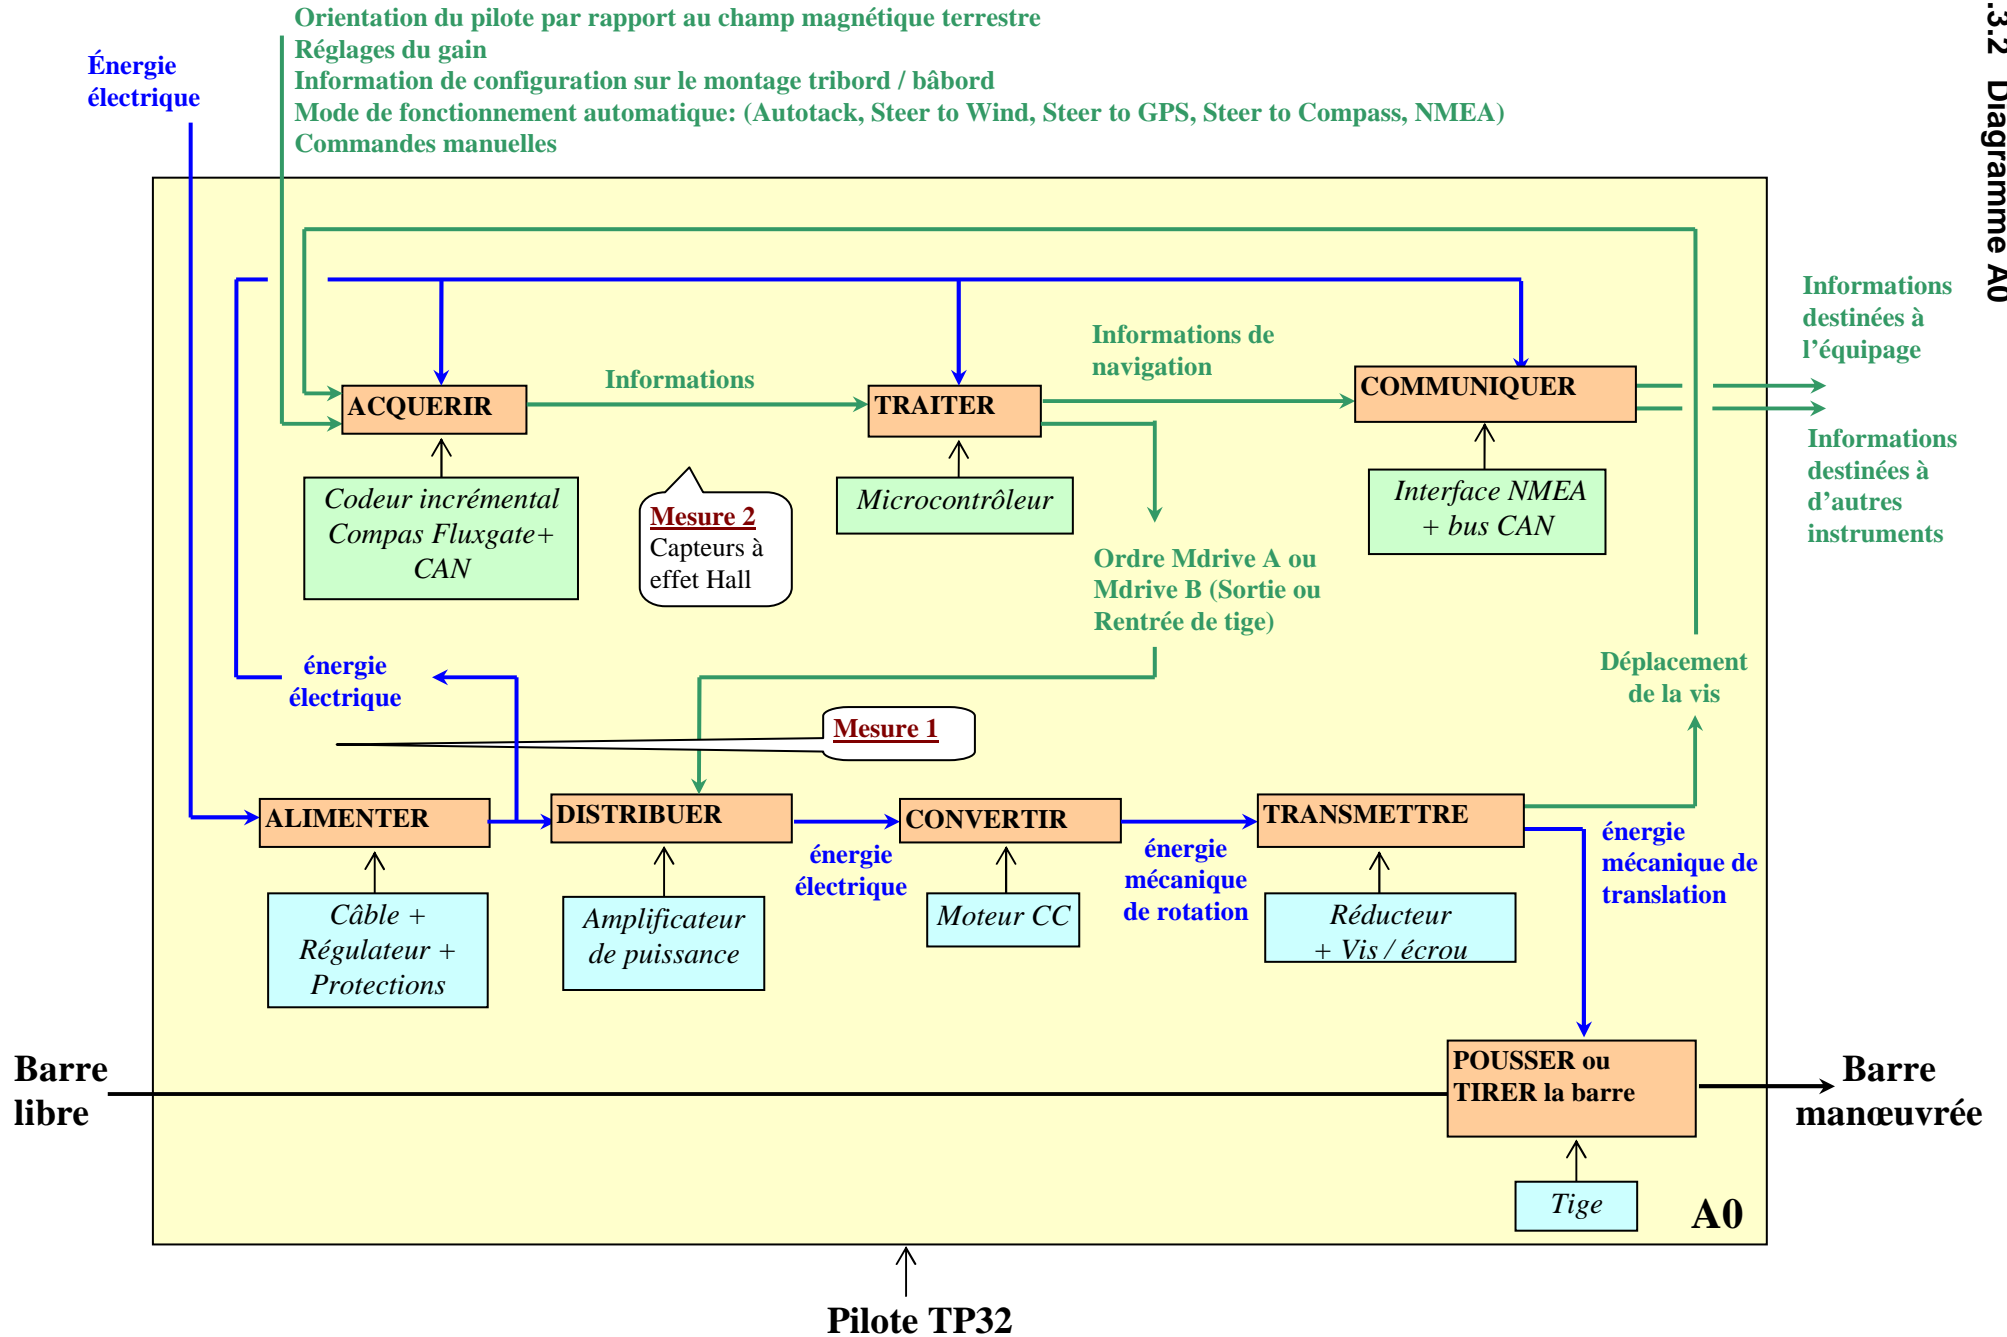 .3.2 Diagramme A0
Orientation du pilote par rapport au champ magnétique terrestre
Réglages du gain
Information de configuration sur le montage tribord / bâbord
Mode de fonctionnement automatique: (Autotack, Steer to Wind, Steer to GPS, Steer to Compass, NMEA)
Commandes manuelles
Énergie
électrique
Informations
destinées à
l’équipage
Informations de
navigation
Informations
ACQUERIR
TRAITER
COMMUNIQUER
Informations
destinées à
d’autres
instruments
Codeur incrémental
Compas Fluxgate+
CAN
Mesure 2
Capteurs à
effet Hall
Microcontrôleur
Interface NMEA
+ bus CAN
Ordre Mdrive A ou
Mdrive B (Sortie ou
Rentrée de tige)
énergie
électrique
Déplacement
de la vis
Mesure 1
ALIMENTER
DISTRIBUER
CONVERTIR
TRANSMETTRE
énergie
électrique
énergie
mécanique
de rotation
énergie
mécanique de
translation
Câble +
Régulateur +
Protections
Amplificateur
de puissance
Moteur CC
Réducteur
+ Vis / écrou
Barre
libre
POUSSER ou
TIRER la barre
Barre
manœuvrée
Tige
A0
Pilote TP32